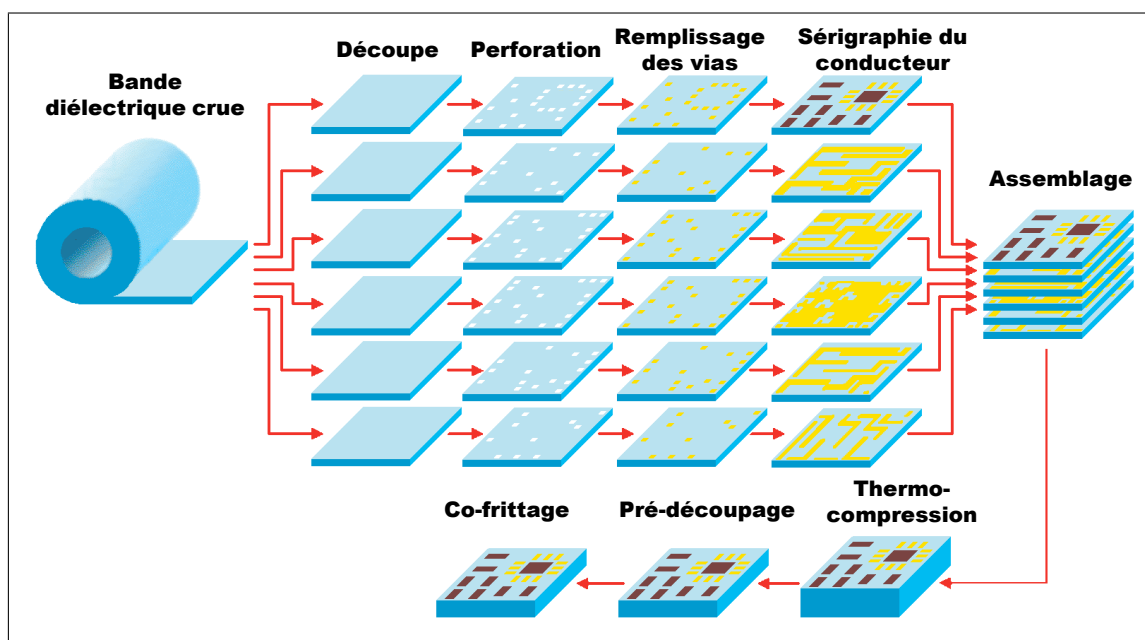 Bande
diélectrique crue
Découpe
Perforation
Remplissage
des vias
Sérigraphie du
conducteur
Assemblage
Thermo-
compression
Pré-découpage
Co-frittage